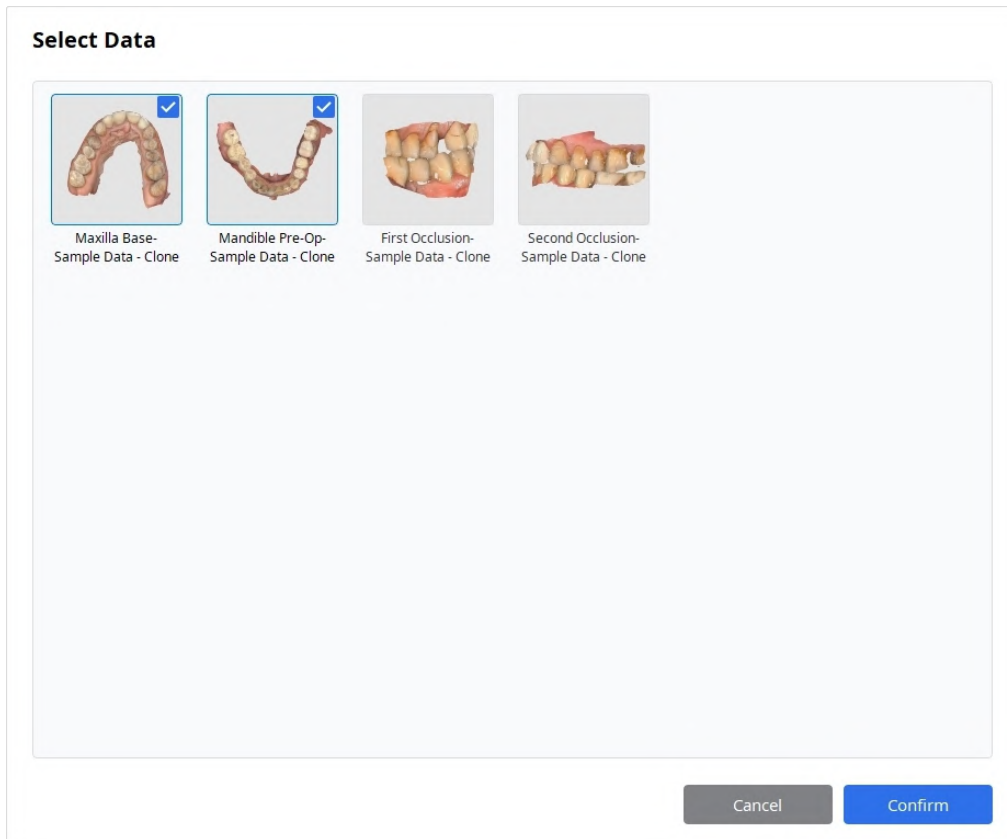 Select Data
Maxilla Base-
Sample Data - Clone
Mandible Pre-Op-
Sample Data - Clone
First Occlusion-
Sample Data - Clone
Second Occlusion-
Sample Data - Clone
Cancel
Confirm